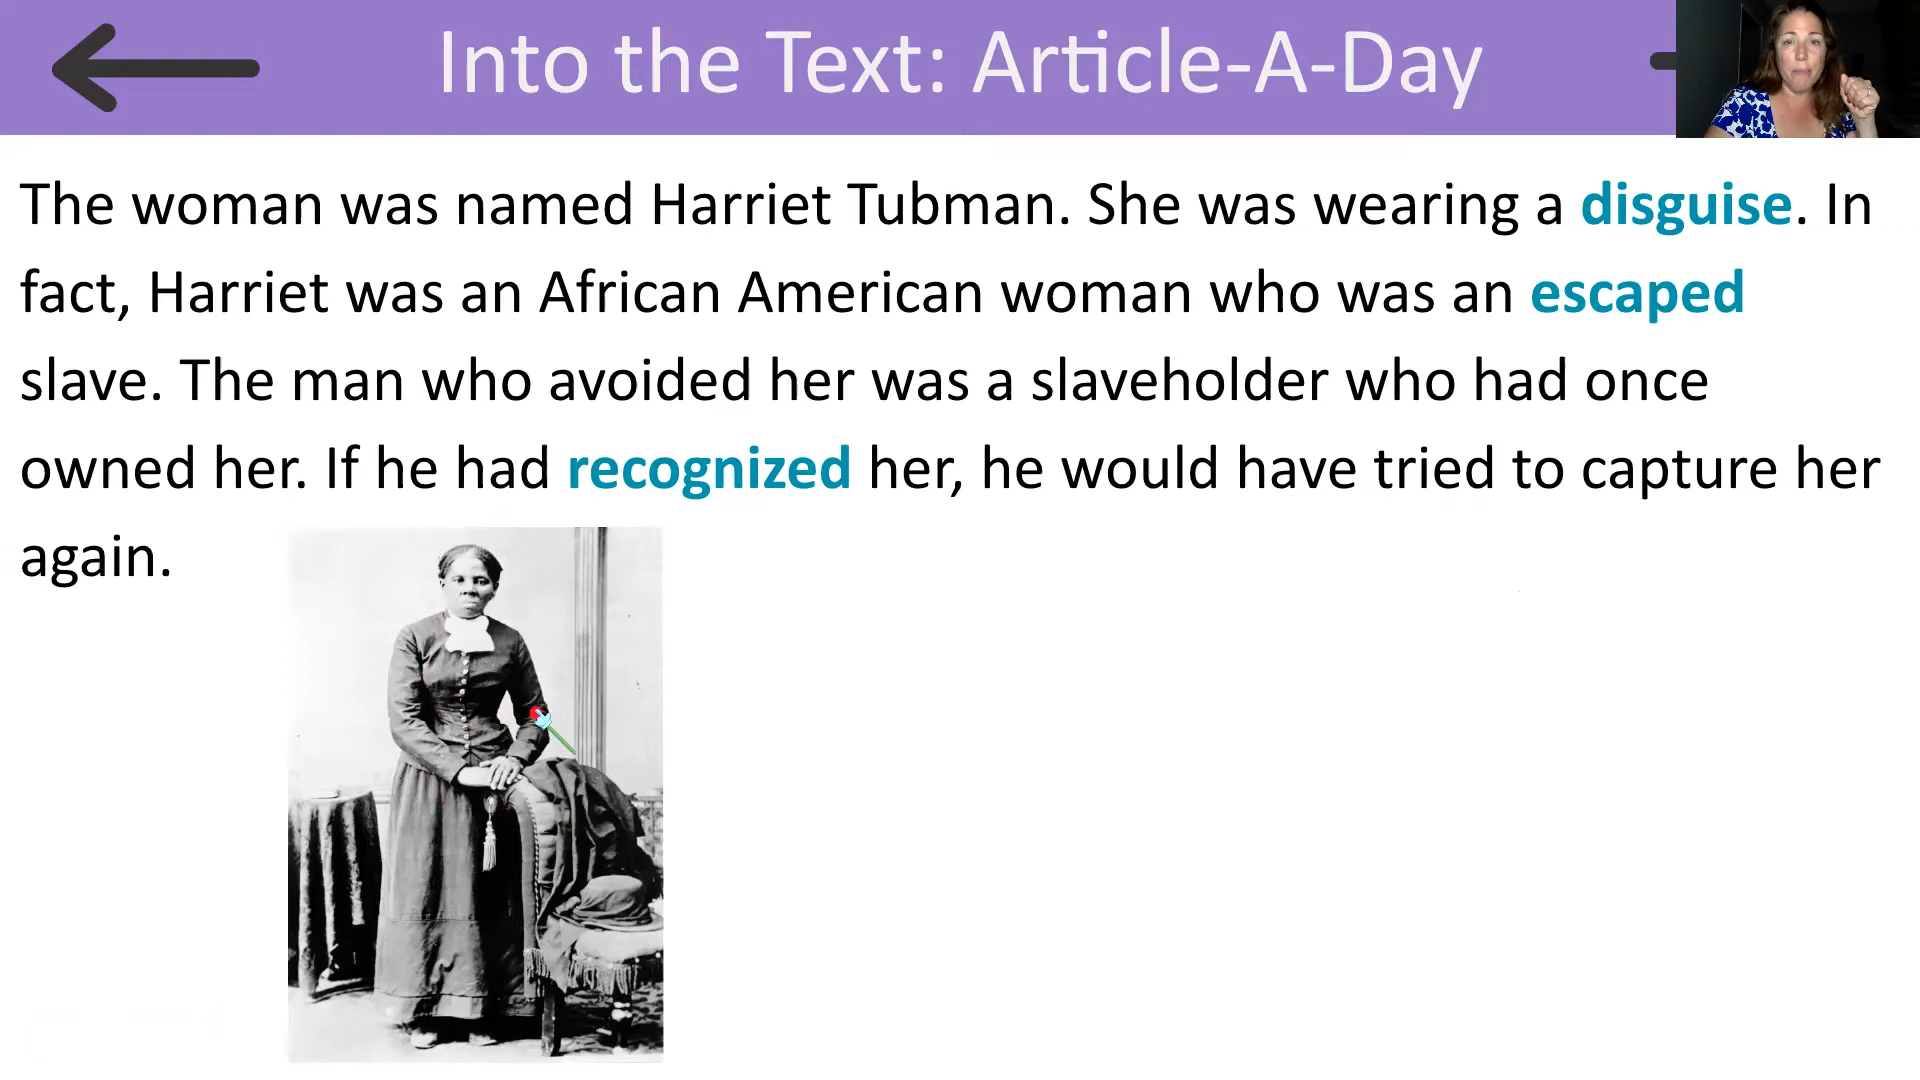 Into the Text: Article-A-Day
The woman was named Harriet Tubman. She was wearing a disguise. In
fact, Harriet was an African American woman who was an escaped
slave. The man who avoided her was a slaveholder who had once
owned her. If he had recognized her, he would have tried to capture her
again.